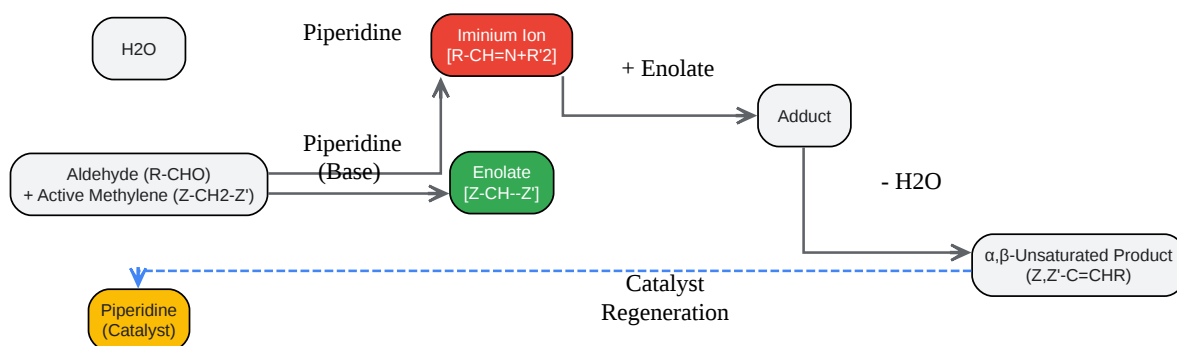 H2O
Piperidine
Iminium Ion
[R-CH=N+R'2]
+ Enolate
Adduct
Piperidine
(Base)
Aldehyde (R-CHO)
+ Active Methylene (Z-CH2-Z')
Enolate
[Z-CH--Z']
- H2O
α,β-Unsaturated Product
(Z,Z'-C=CHR)
Catalyst
Regeneration
Piperidine
(Catalyst)